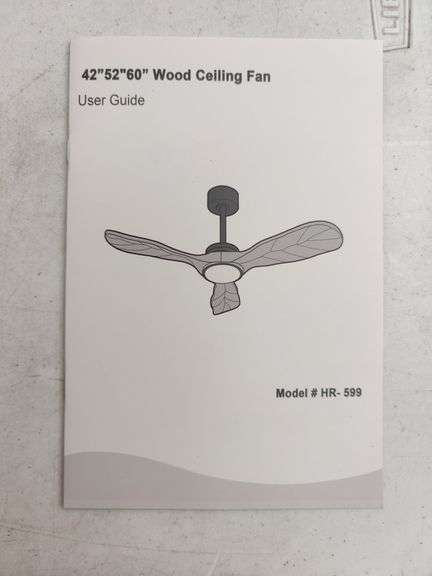 42”52"60” Wood Ceiling Fan
User Guide
Model # HR- 599